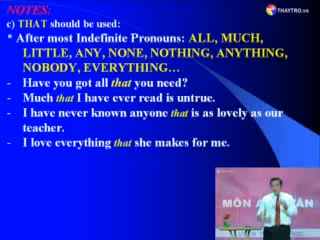 THAYTRO.vn
NOTES:
c) THAT should be used:
* After most Indefinite Pronouns: ALL, MUCH,
LITTLE, ANY, NONE, NOTHING, ANYTHING,
NOBODY, EVERYTHING…
- Have you got all that you need?
- Much that I have ever read is untrue.
- I have never known anyone that is as lovely as our
teacher.
- I love everything that she makes for me.
MÔN